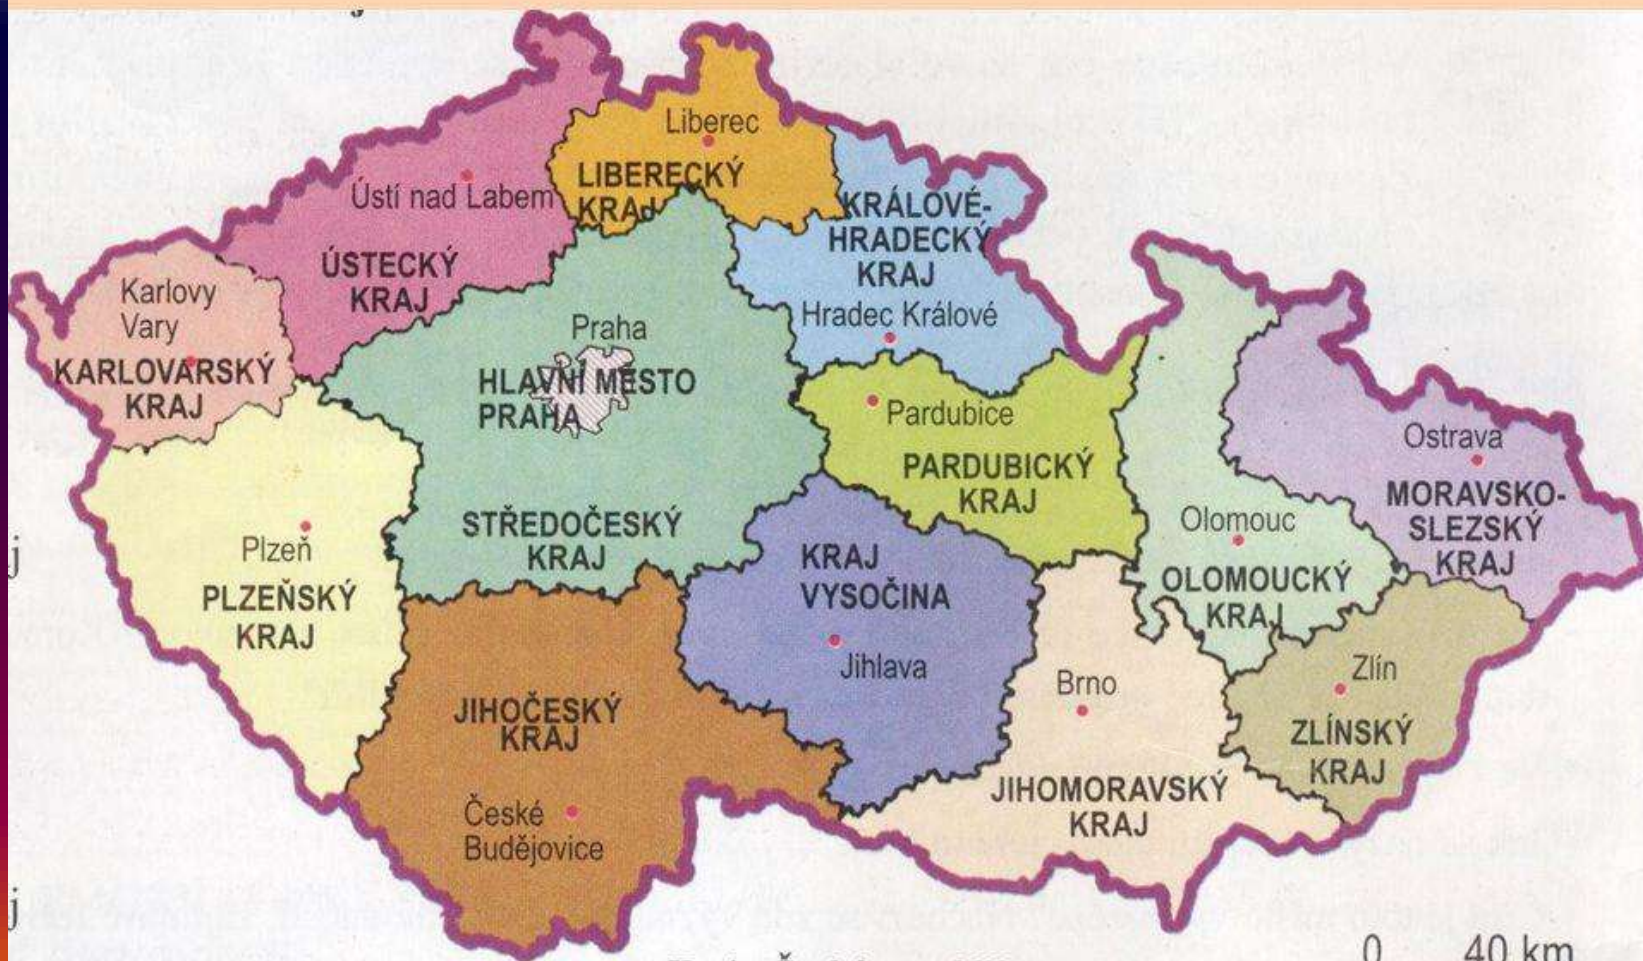 Liberec
LIBERECKÝ
KRAJ
Ústí nad Labem
ÚSTECKÝ
KRAJ
KRÁLOVÉ-
HRADECKÝ
KRAJ
Hradec Králové
Karlovy
Vary
KARLOVARSKÝ
KRAJ
Praha
HLAVNÍ MĚSTO
PRAHA
STŘEDOČESKÝ
KRAJ
Pardubice
PARDUBICKÝ
KRAJ
Ostrava
MORAVSKO-
SLEZSKÝ
KRAJ
Olomouc
OLOMOUCKÝ
KRAJ
Plzeň
PLZEŇSKÝ
KRAJ
KRAJ
VYSOČINA
Jihlava
Brno
JIHOMORAVSKÝ
KRAJ
Zlín
ZLÍNSKÝ
KRAJ
JIHOČESKÝ
KRAJ
České
Budějovice
j
j
0 40 km